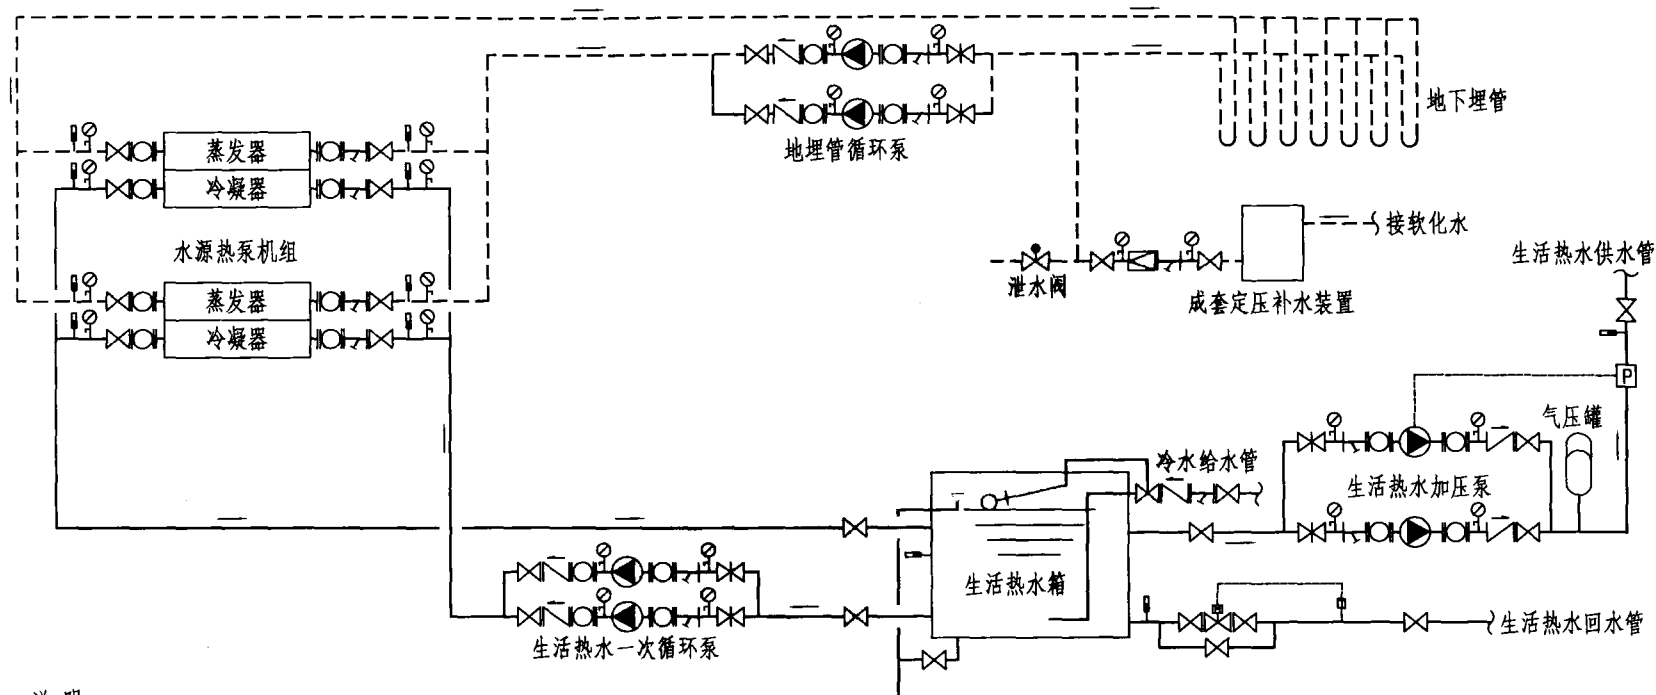 地下埋管
地埋管循环泵
蒸发器
冷凝器
水源热泵机组
接软化水
生活热水供水管
泄水阀
成套定压补水装置
蒸发器
冷凝器
P
气压罐
冷水给水管
生活热水加压泵
生活热水箱
生活热水回水管
生活热水一次循环泵